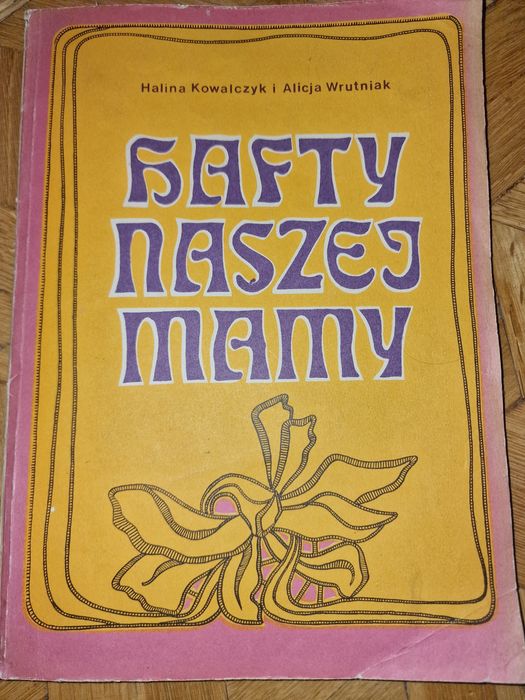 Halina Kowalczyk i Alicja Wrutniak
HAFTY
NASZEJ
MAMY